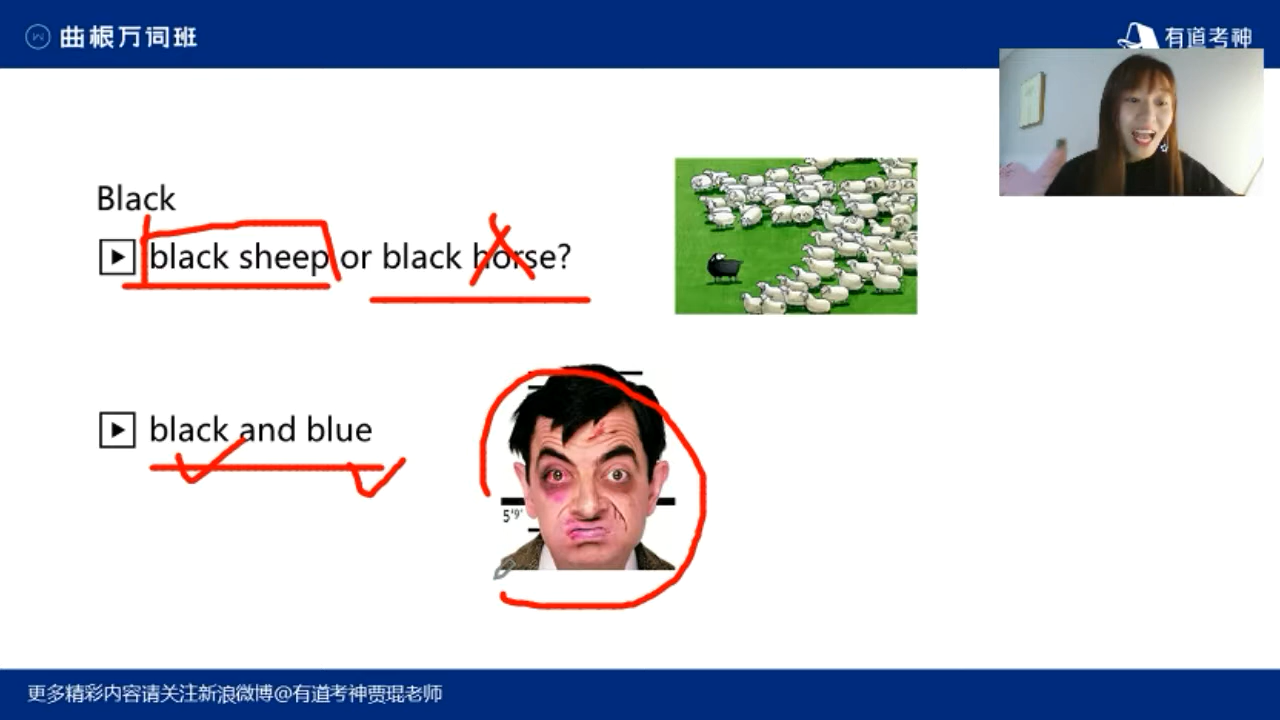 曲根万词班
有道考神
Black
black sheep or black horse?
black and blue
5'9'
更多精彩内容请关注新浪微博@有道考神贾琨老师